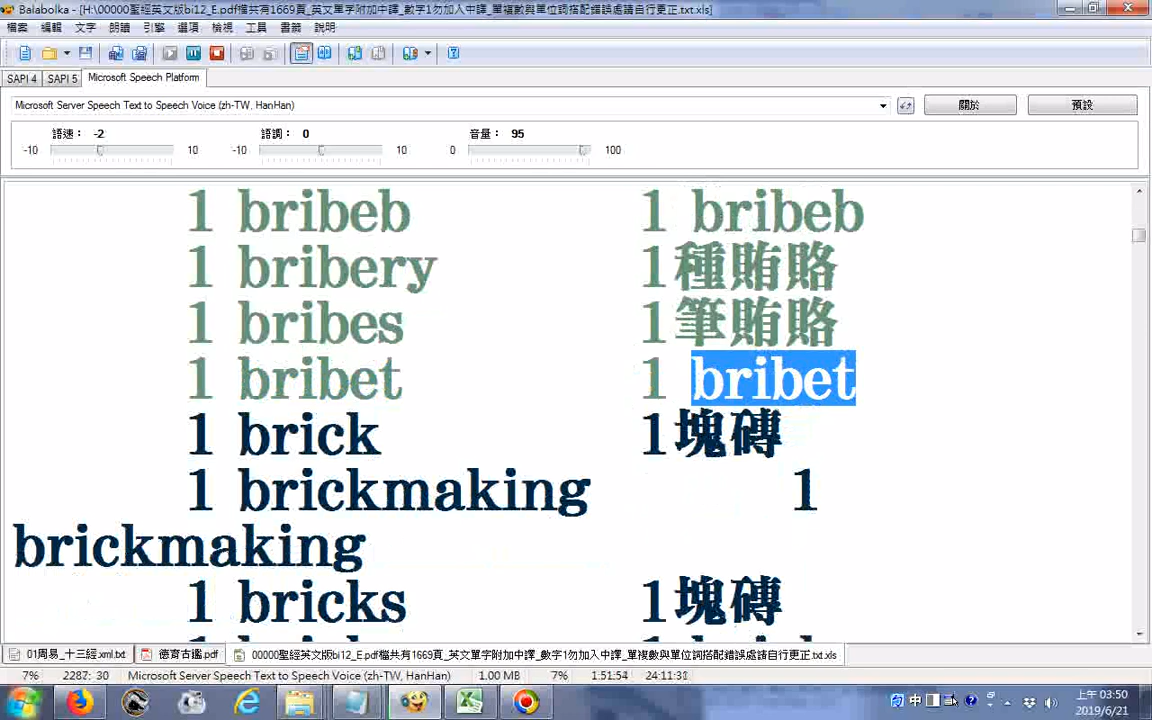 Balabolka - [H:\00000聖經英文版bi12_E.pdf檔共有1669頁_英文單字附加中譯_數字1勿加入中譯_單複數與單位詞搭配錯誤處請自行更正.txt.xls]
檔案 編輯 文字 朗讀 引擎 選項 檢視 工具 書籤 說明
SAPI 4 SAPI 5 Microsoft Speech Platform
Microsoft Server Speech Text to Speech Voice (zh-TW, HanHan) 關於 預設
語速: -2 語調: 0 音量: 95
-10 10 -10 10 0 100
1 bribeb 1 bribeb
1 bribery 1種賄賂
1 bribes 1筆賄賂
1 bribet 1 bribet
1 brick 1塊磚
1 brickmaking 1
brickmaking
1 bricks 1塊磚
01周易_十三經.xml.txt 德育古鑑.pdf 00000聖經英文版bi12_E.pdf檔共有1669頁_英文單字附加中譯_數字1勿加入中譯_單複數與單位詞搭配錯誤處請自行更正.txt.xls
7% 2287: 30 Microsoft Server Speech Text to Speech Voice (zh-TW, HanHan) 1.00 MB 7% 1:51:54
中 上午 03:50
2019/6/21